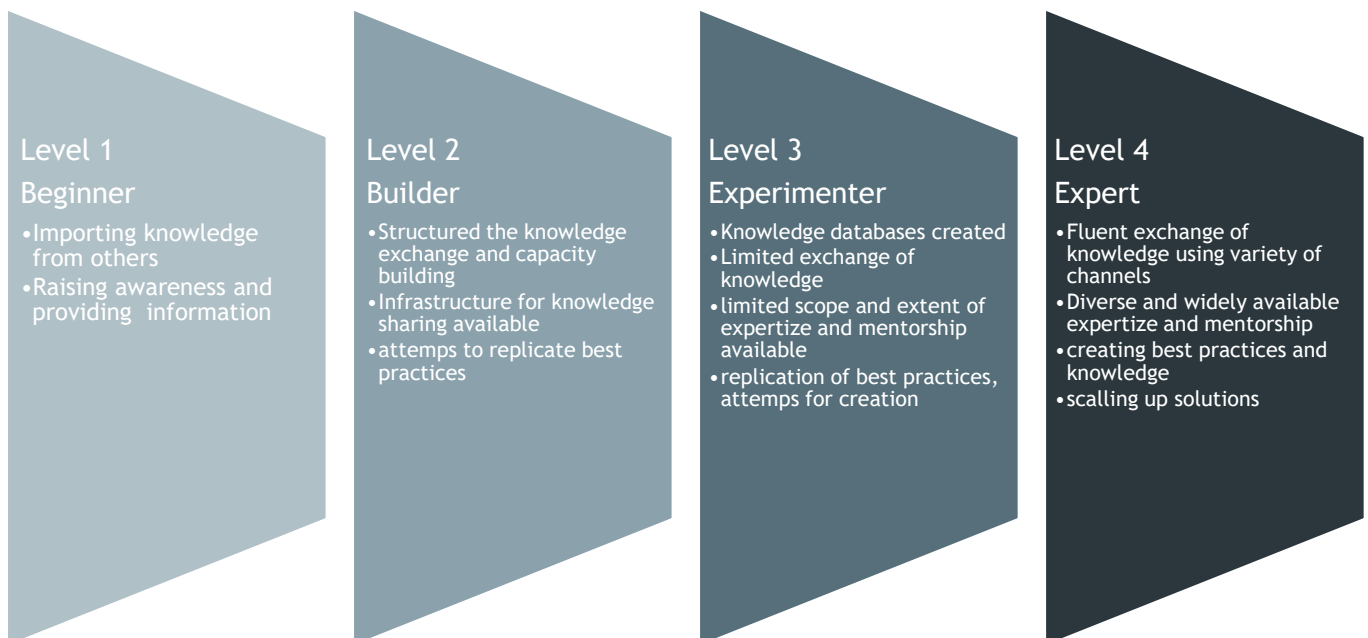 Level 1
Beginner
•Importing knowledge
from others
•Raising awareness and
providing information
Level 2
Builder
•Structured the knowledge
exchange and capacity
building
•Infrastructure for knowledge
sharing available
•attemps to replicate best
practices
Level 3
Experimenter
•Knowledge databases created
•Limited exchange of
knowledge
•limited scope and extent of
expertize and mentorship
available
•replication of best practices,
attemps for creation
Level 4
Expert
•Fluent exchange of
knowledge using variety of
channels
•Diverse and widely available
expertize and mentorship
•creating best practices and
knowledge
•scalling up solutions